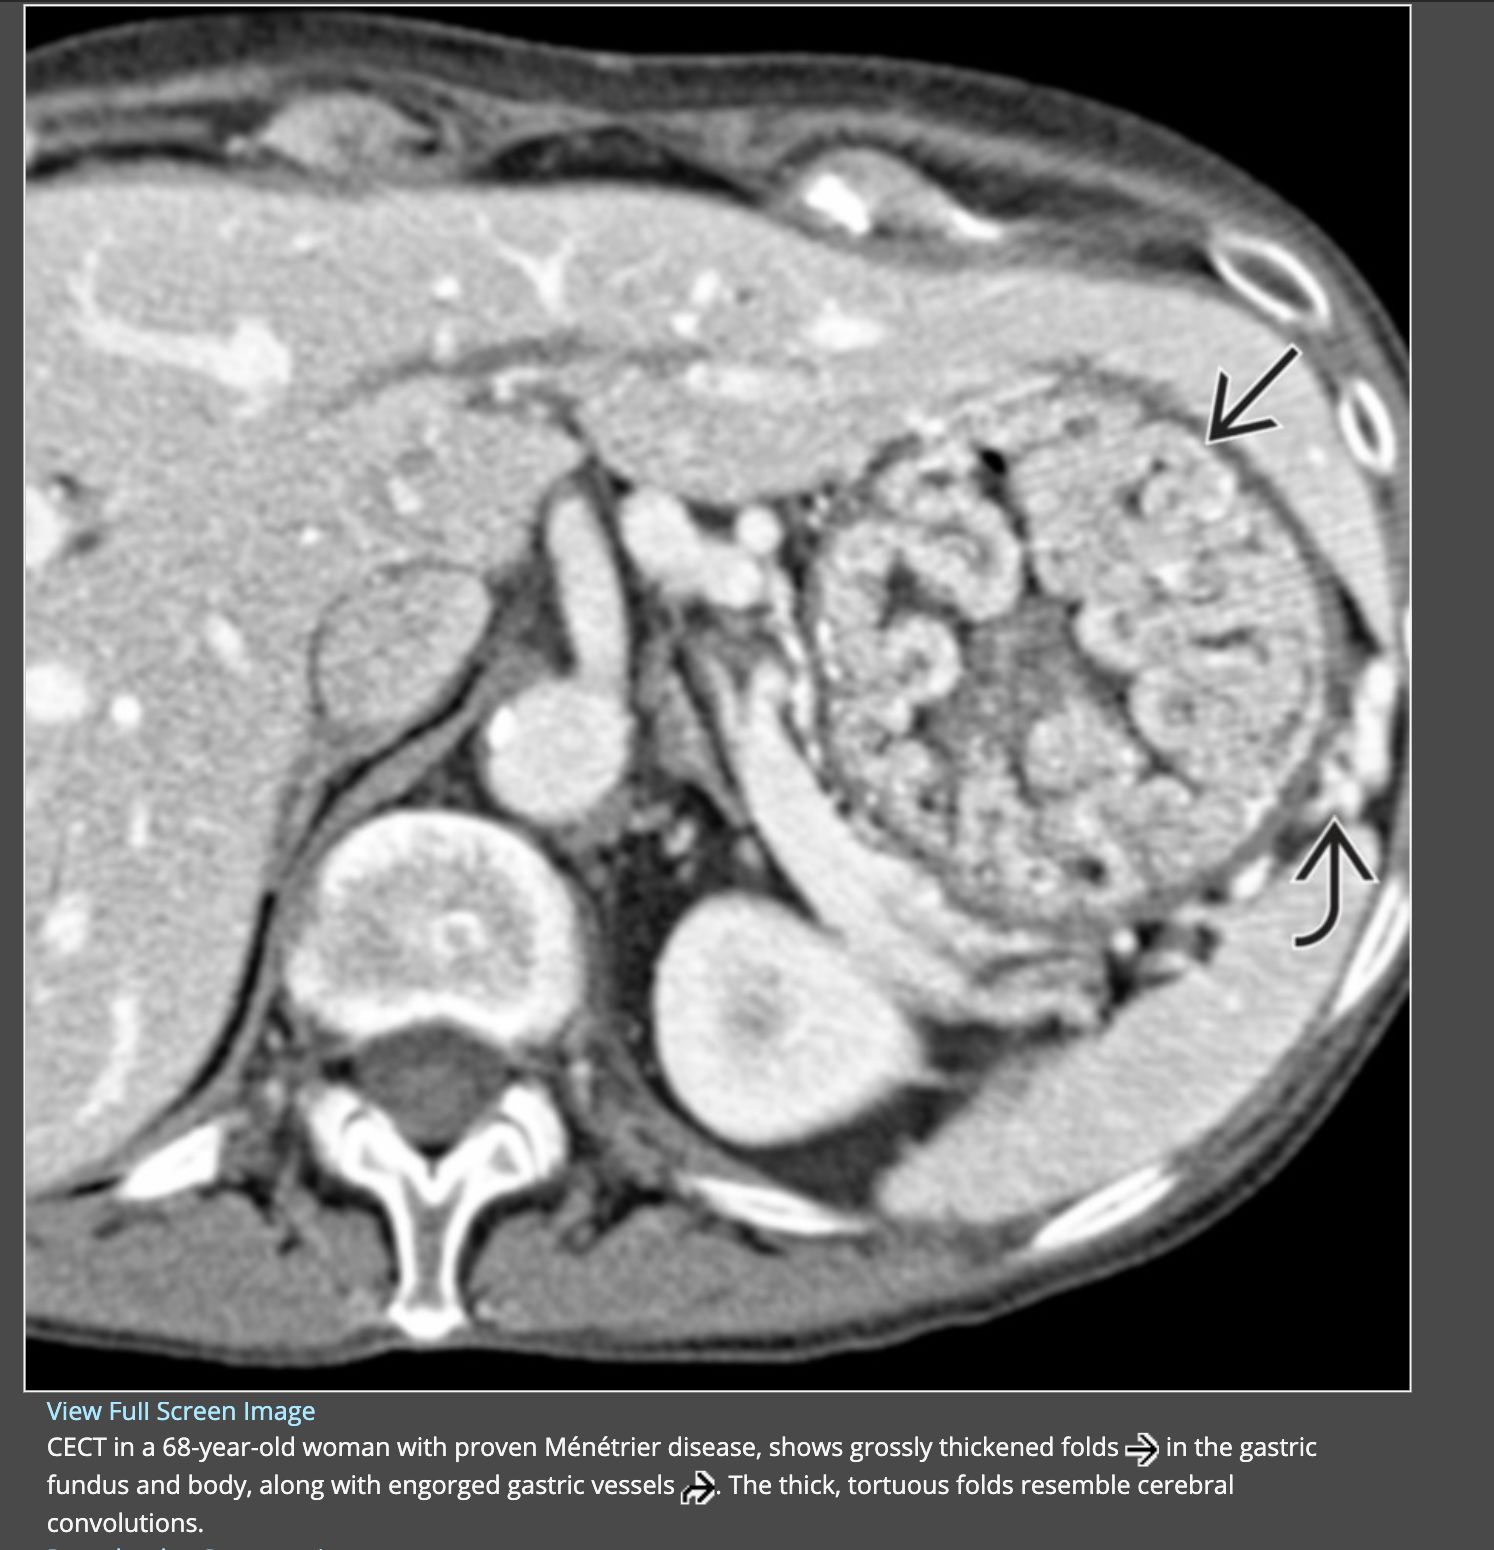 View Full Screen Image
CECT in a 68-year-old woman with proven Ménétrier disease, shows grossly thickened folds in the gastric
fundus and body, along with engorged gastric vessels . The thick, tortuous folds resemble cerebral
convolutions.